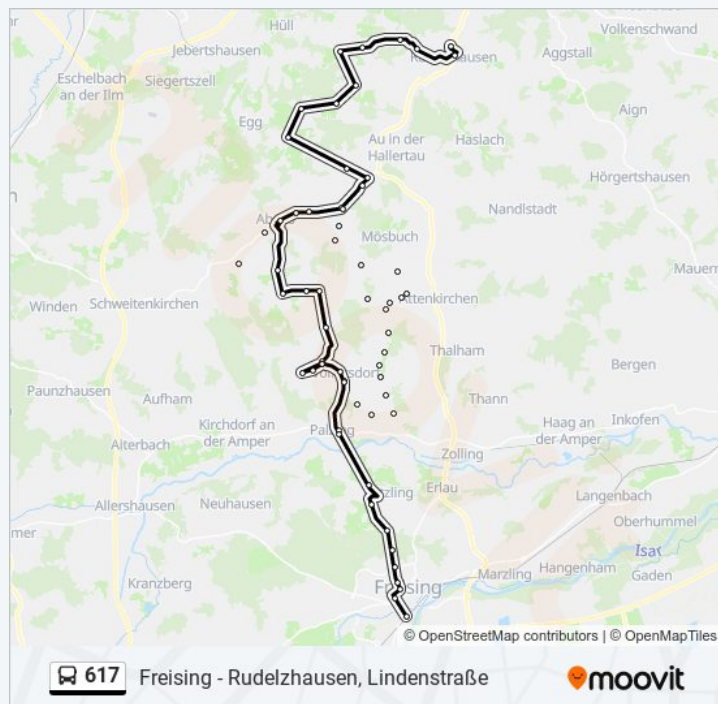 Hüll
Volkenschwand
Jebertshausen
Aggstall
Eschelbach
an der Ilm
Siegertszell
Aign
Egg
Au in der
Hallertau
Haslach
Hörgertshausen
Nandlstadt
Mösbuch
Mauern
Schweitenkirchen
Winden
Thalham
Bergen
Paunzhausen
Aufham
Thann
Inkofen
Kirchdorf an
der Amper
Haag an
der Amper
Allerbach
Zolling
Allershausen
Neuhausen
Erlau
Langenbach
Oberhummel
Kranzberg
Marzling
Hangenham
Gaden
Freising
© OpenStreetMap contributors | © OpenMapTiles
617 Freising - Rudelzhausen, Lindenstraße moovit